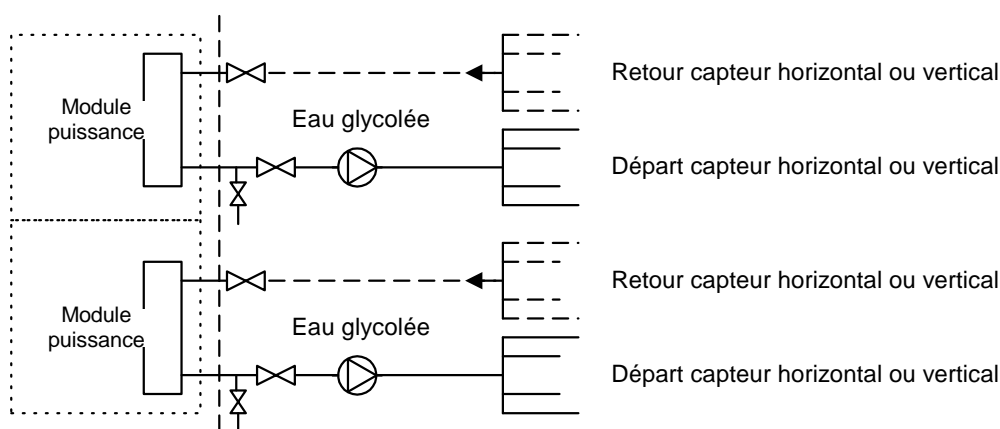 Retour capteur horizontal ou vertical
Module
puissance
Eau glycolée
Départ capteur horizontal ou vertical
Retour capteur horizontal ou vertical
Module
puissance
Eau glycolée
Départ capteur horizontal ou vertical